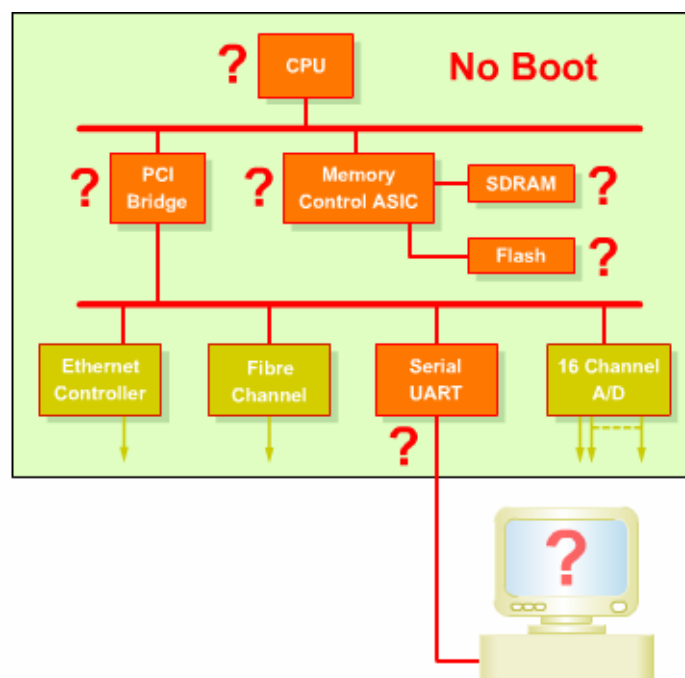 ?
CPU
No Boot
?
PCI
Bridge
?
Memory
Control ASIC
SDRAM
?
Flash
?
Ethernet
Controller
Fibre
Channel
Serial
UART
16 Channel
A/D
?
?